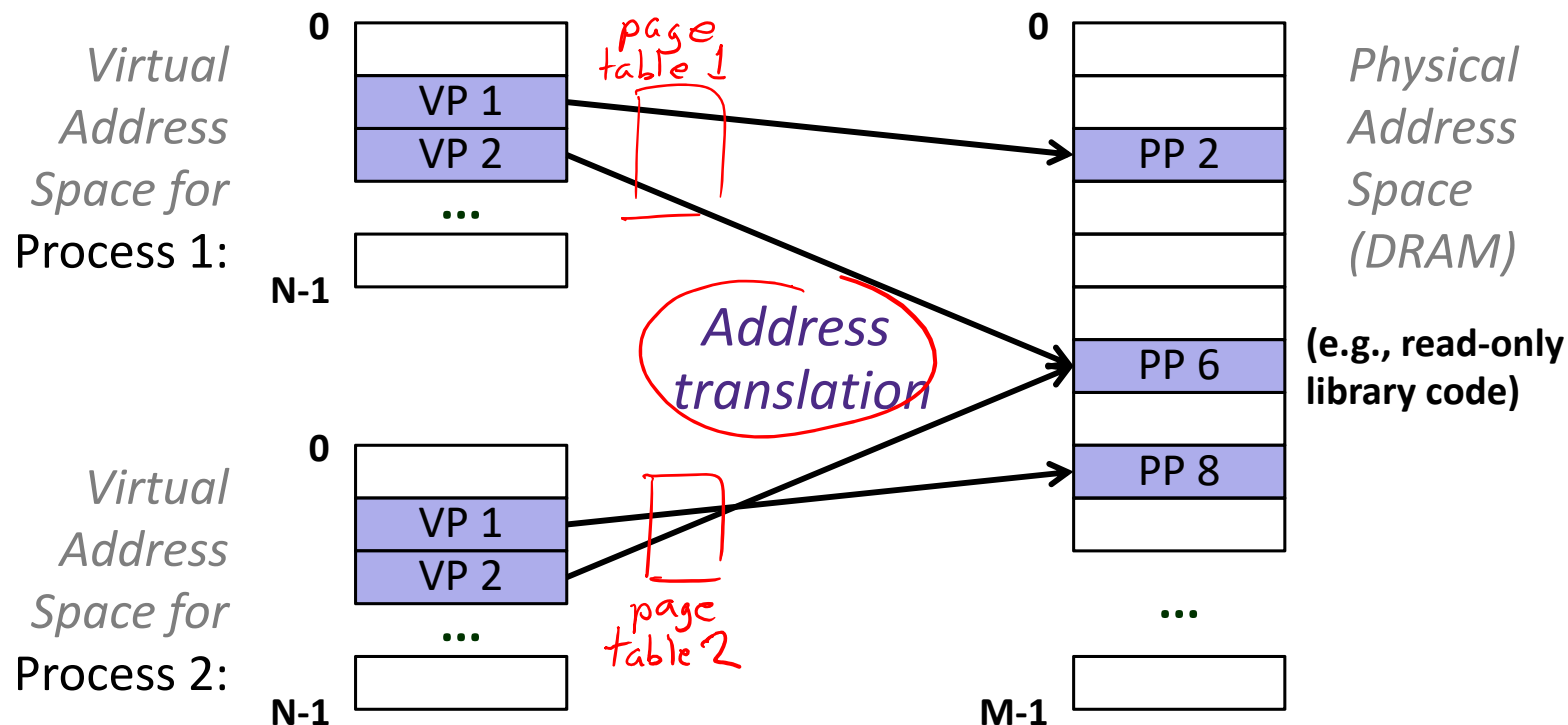 Virtual
Address
Space for
Process 1:
0
VP 1
VP 2
...
N-1
page
table 1
Address
translation
Virtual
Address
Space for
Process 2:
0
VP 1
VP 2
...
N-1
page
table 2
0
PP 2
PP 6
PP 8
...
M-1
Physical
Address
Space
(DRAM)
(e.g., read-only
library code)